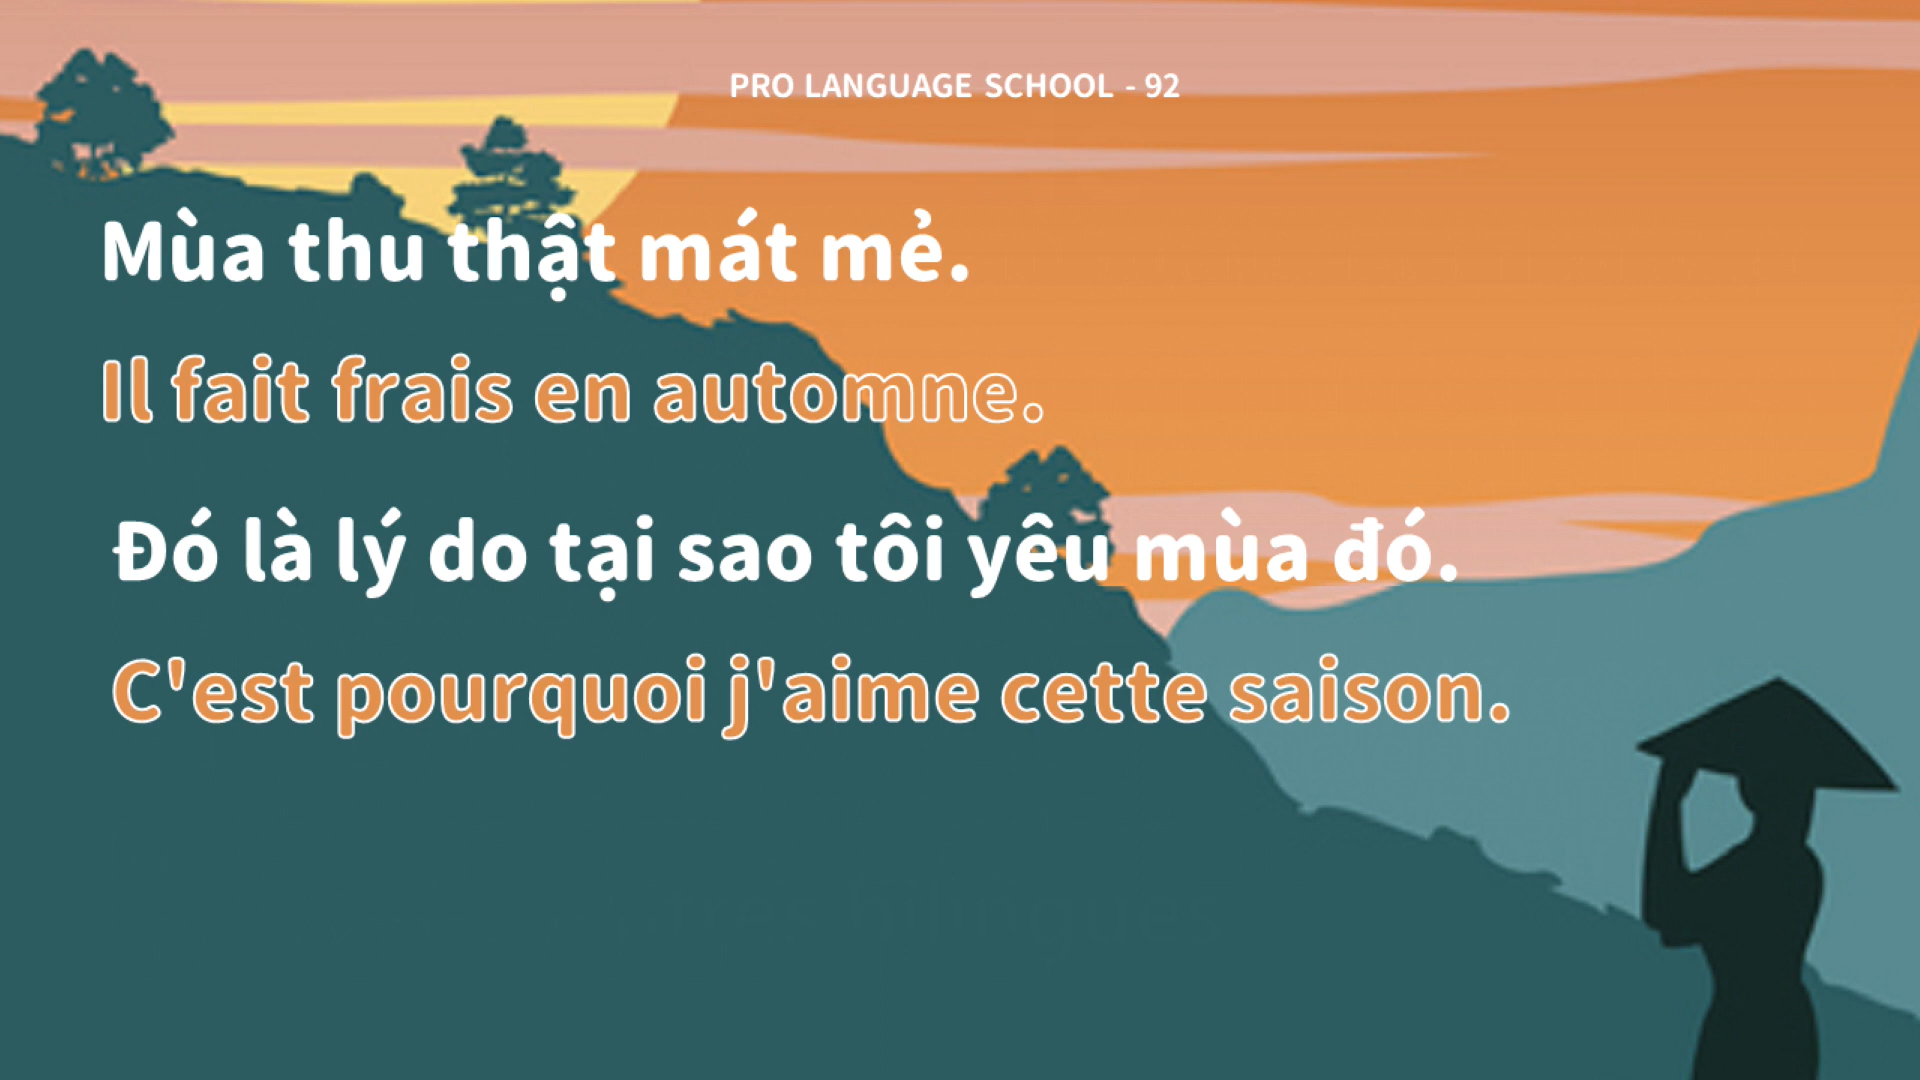 PRO LANGUAGE SCHOOL - 92
Mùa thu thật mát mẻ.
Il fait frais en automne.
Đó là lý do tại sao tôi yêu mùa đó.
C'est pourquoi j'aime cette saison.